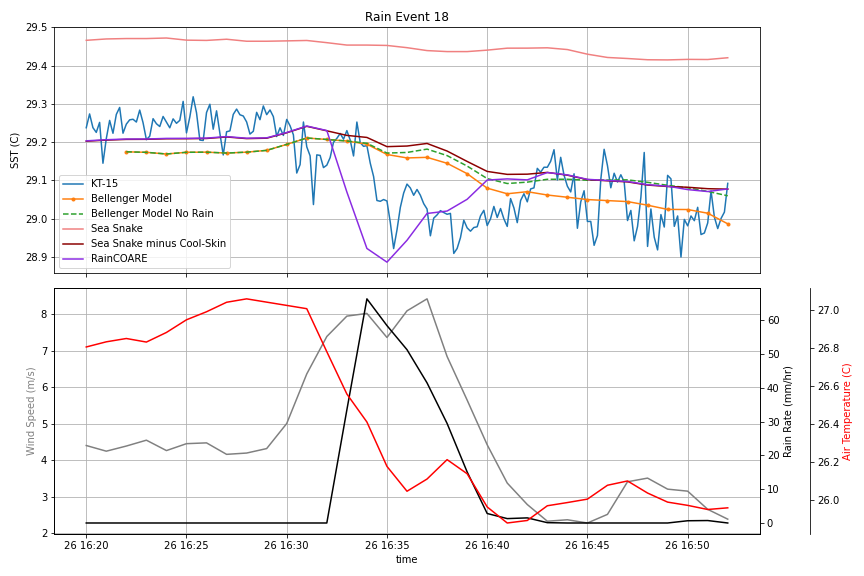 Rain Event 18
29.5
29.4
29.3
29.2
29.1
29.0
28.9
SST (C)
KT-15
Bellenger Model
Bellenger Model No Rain
Sea Snake
Sea Snake minus Cool-Skin
RainCOARE
8
7
6
5
4
3
2
Wind Speed (m/s)
60
50
40
30
20
10
0
Rain Rate (mm/hr)
27.0
26.8
26.6
26.4
26.2
26.0
Air Temperature (C)
26 16:20
26 16:25
26 16:30
26 16:35
26 16:40
26 16:45
26 16:50
time